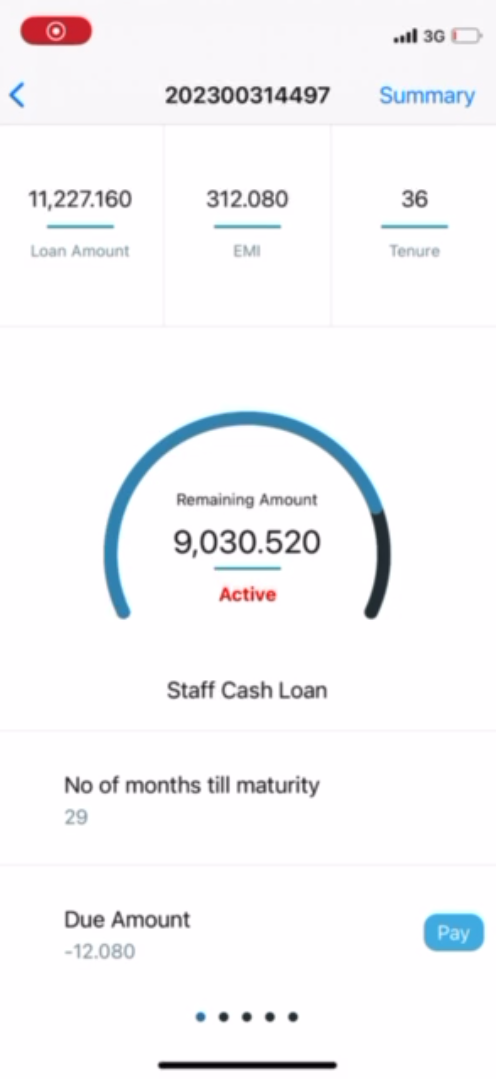 3G
202300314497 Summary
11,227.160 312.080 36
Loan Amount EMI Tenure
Remaining Amount
9,030.520
Active
Staff Cash Loan
No of months till maturity
29
Due Amount
-12.080
Pay